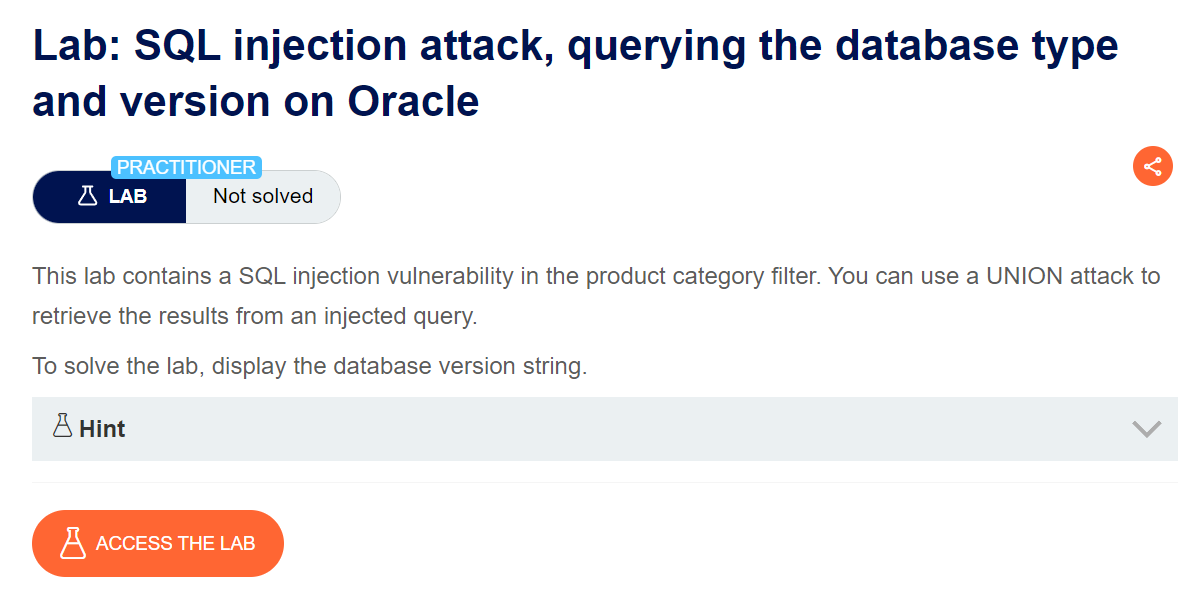 Lab: SQL injection attack, querying the database type
and version on Oracle
PRACTITIONER
LAB
Not solved
This lab contains a SQL injection vulnerability in the product category filter. You can use a UNION attack to
retrieve the results from an injected query.
To solve the lab, display the database version string.
Hint
ACCESS THE LAB